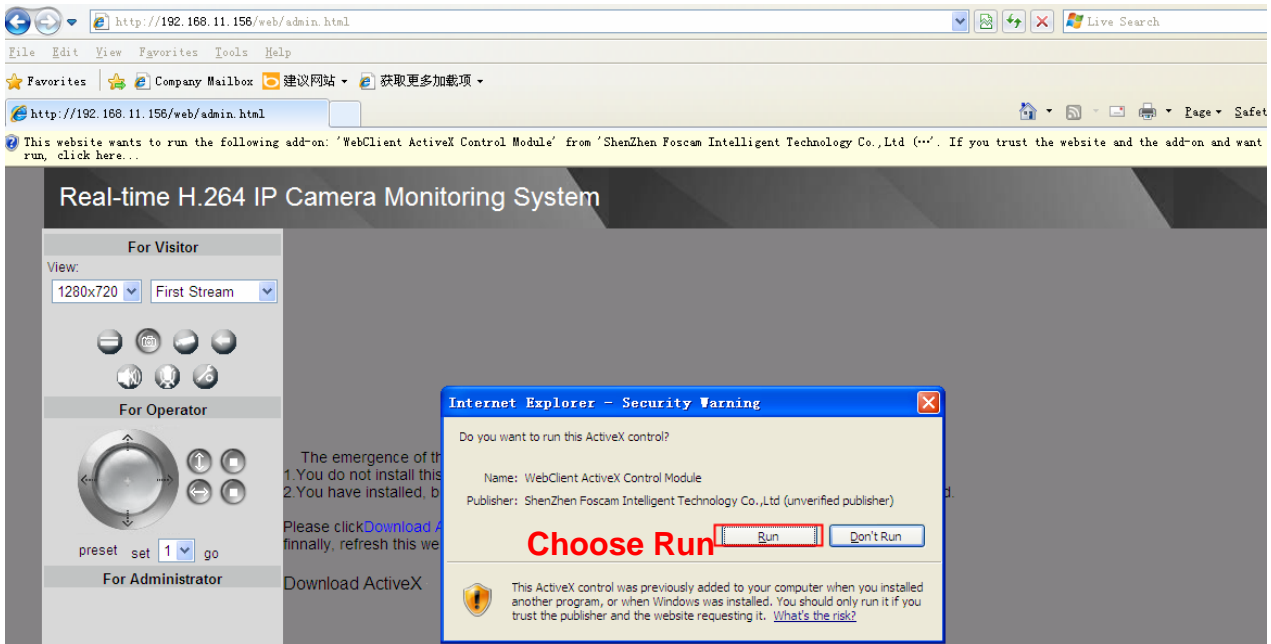 http://192.168.11.156/web/admin.html
Live Search
File Edit View Favorites Tools Help
Favorites Company Mailbox 建议网站 获取更多加载项
http://192.168.11.156/web/admin.html
Page Safet
This website wants to run the following add-on: 'WebClient ActiveX Control Module' from 'ShenZhen Foscam Intelligent Technology Co.,Ltd (…'. If you trust the website and the add-on and want
run, click here...
Real-time H.264 IP Camera Monitoring System
For Visitor
View:
1280x720 First Stream
For Operator
preset set 1 go
For Administrator
The emergence of th
1.You do not install this
2.You have installed, b
d.
Please clickDownload A
finnally, refresh this we
Download ActiveX
Internet Explorer - Security Warning
Do you want to run this ActiveX control?
Name: WebClient ActiveX Control Module
Publisher: ShenZhen Foscam Intelligent Technology Co.,Ltd (unverified publisher)
Choose Run
Run Don't Run
This ActiveX control was previously added to your computer when you installed
another program, or when Windows was installed. You should only run it if you
trust the publisher and the website requesting it. What's the risk?